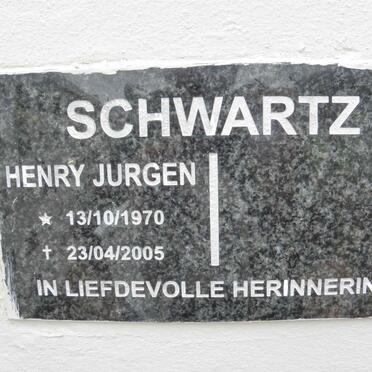 SCHWARTZ
HENRY JURGEN
★ 13/10/1970
✝ 23/04/2005
IN LIEFDEVOLLE HERINNERIN